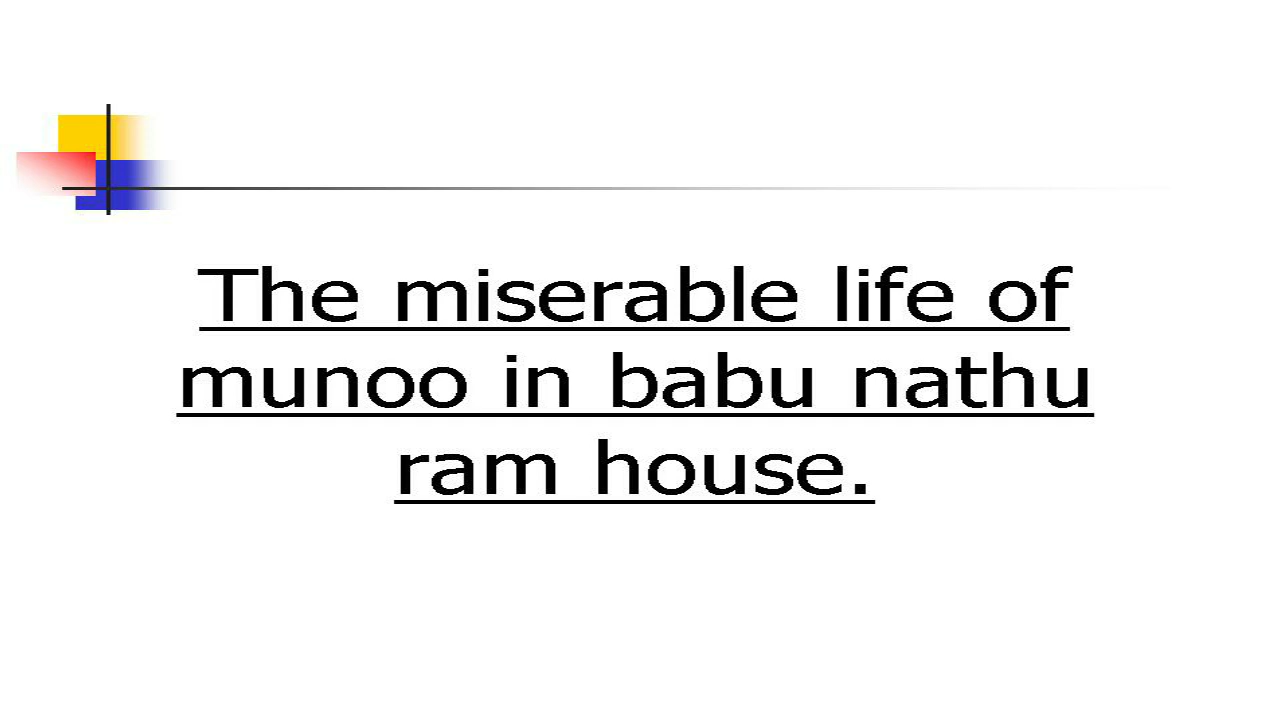 The miserable life of
munoo in babu nathu
ram house.